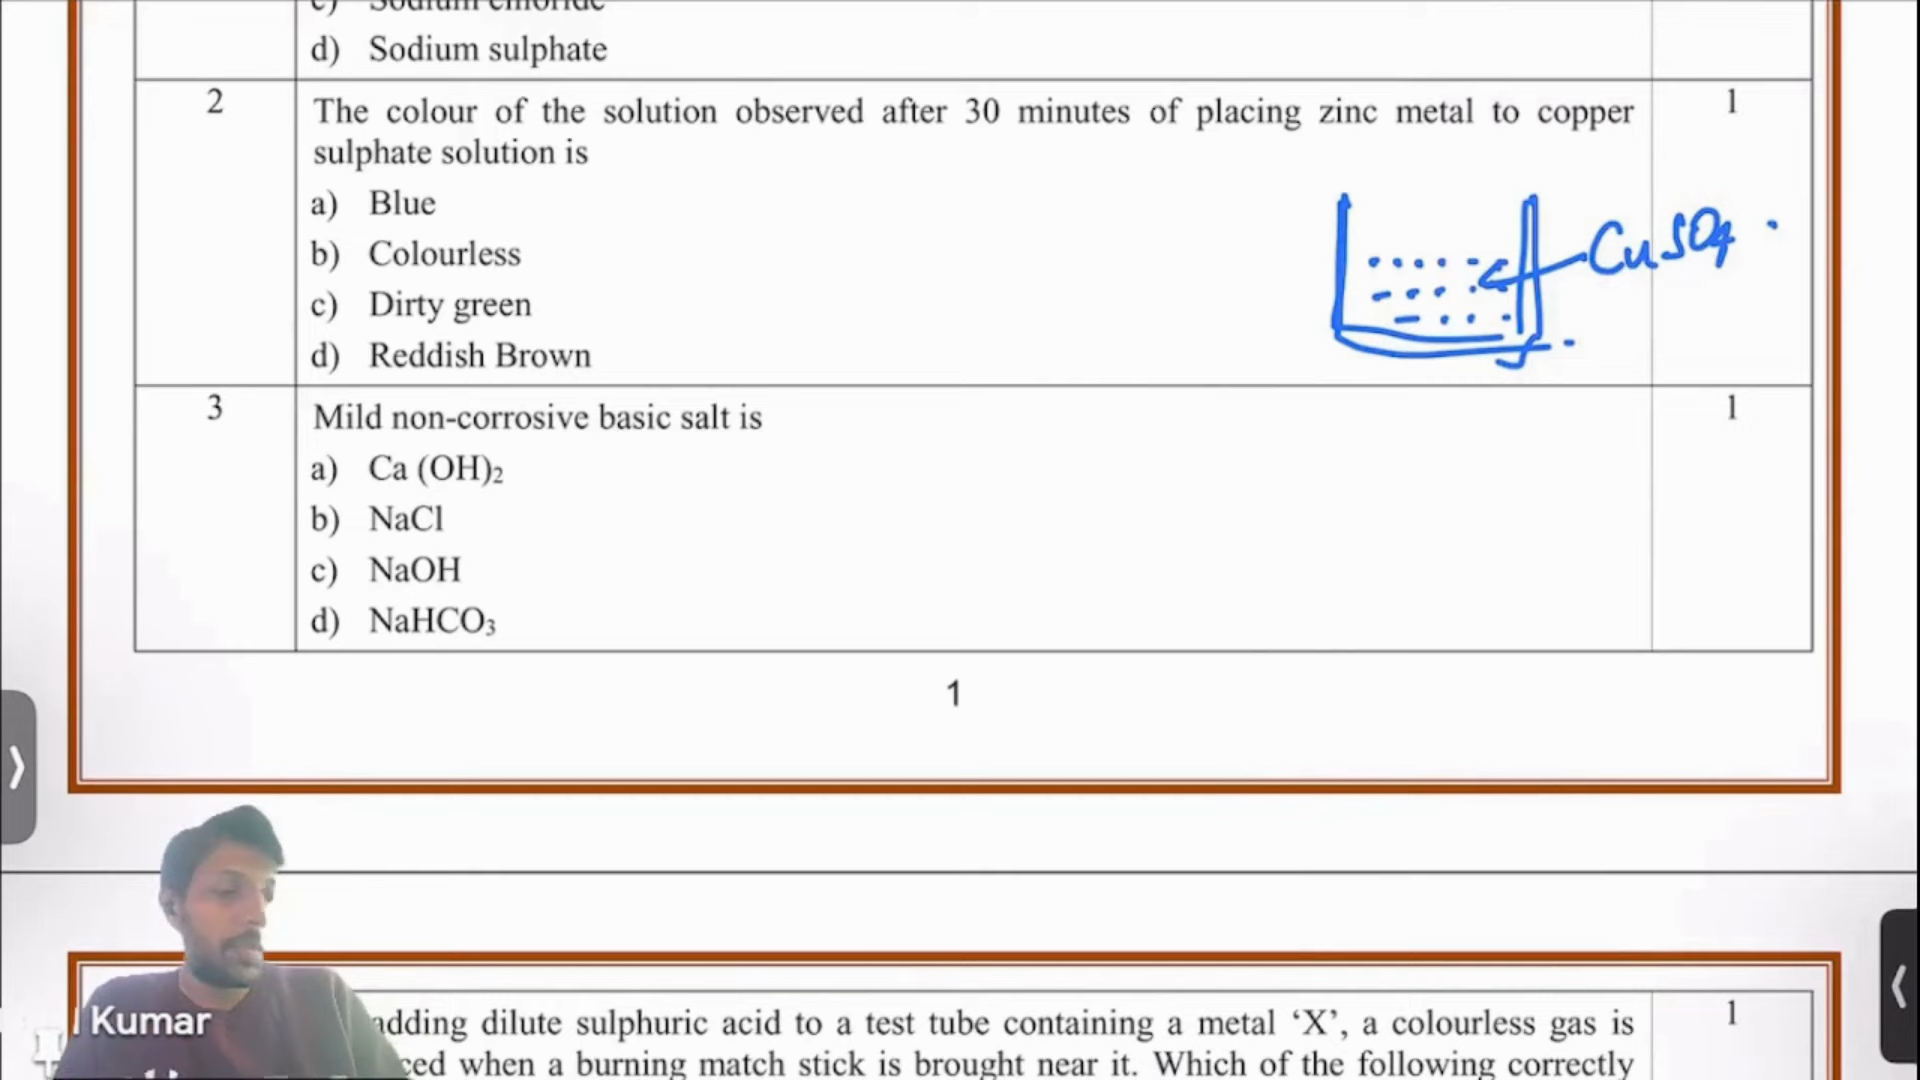 c) Sodium chloride
d) Sodium sulphate
2
The colour of the solution observed after 30 minutes of placing zinc metal to copper
sulphate solution is
1
a) Blue
b) Colourless
c) Dirty green
d) Reddish Brown
CuSO4
3
Mild non-corrosive basic salt is
1
a) Ca (OH)₂
b) NaCl
c) NaOH
d) NaHCO₃
1
adding dilute sulphuric acid to a test tube containing a metal ‘X’, a colourless gas is
ced when a burning match stick is brought near it. Which of the following correctly
1
Kumar